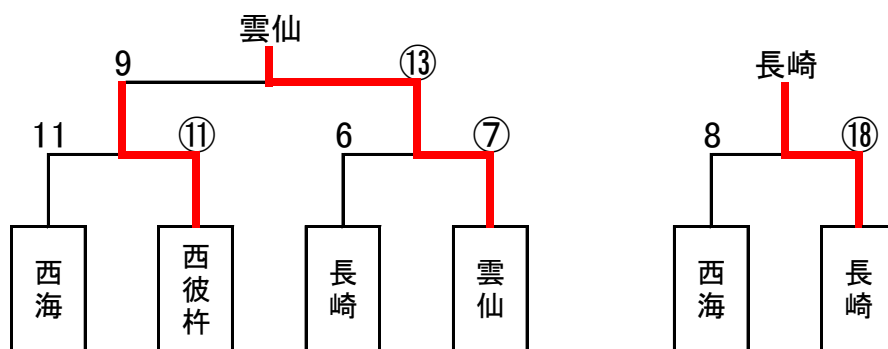 雲仙
9 ⑬
11 ⑪ 6 ⑦
西海 西彼杵 長崎 雲仙
長崎
8 ⑱
西海 長崎